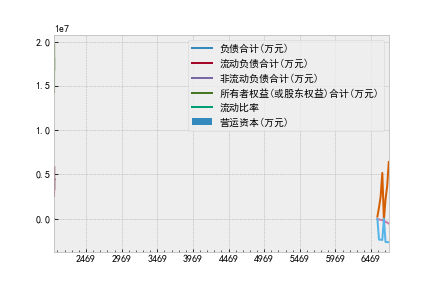 1e7
2.0
1.5
1.0
0.5
0.0
负债合计(万元)
流动负债合计(万元)
非流动负债合计(万元)
所有者权益(或股东权益)合计(万元)
流动比率
营运资本(万元)
2469 2969 3469 3969 4469 4969 5469 5969 6469